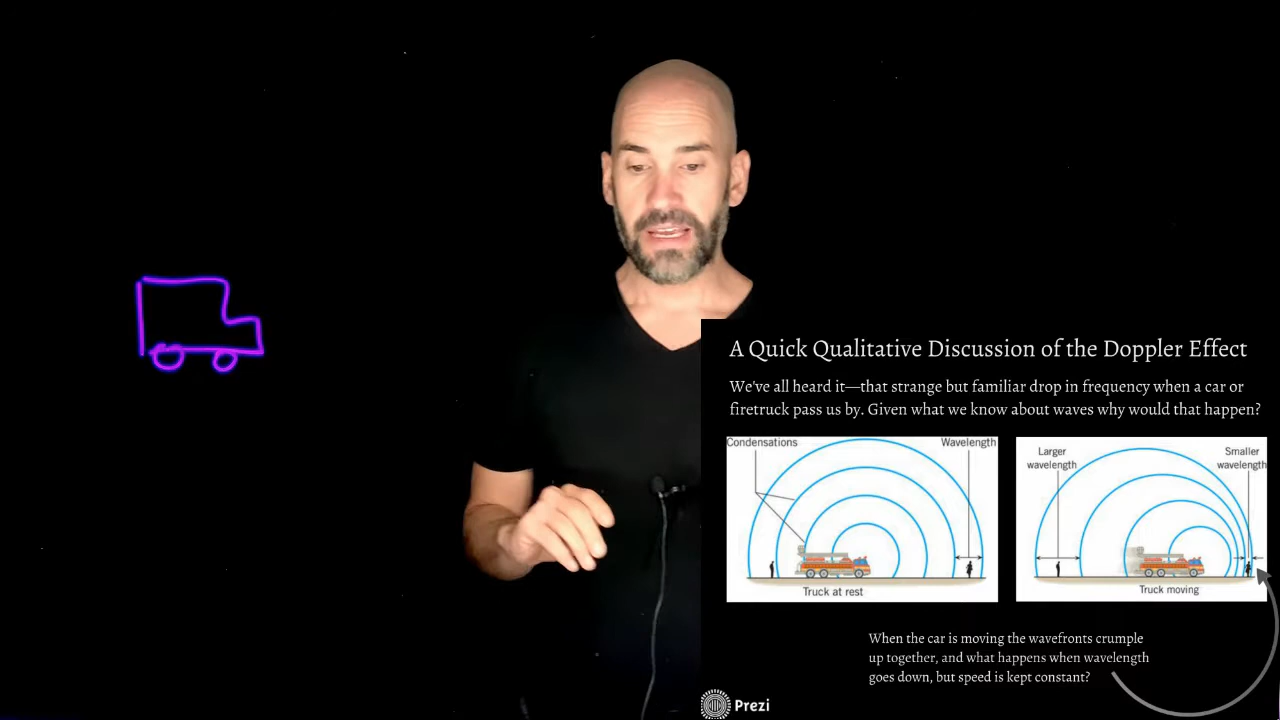 A Quick Qualitative Discussion of the Doppler Effect
We've all heard it—that strange but familiar drop in frequency when a car or
firetruck pass us by. Given what we know about waves why would that happen?
Condensations
Wavelength
Truck at rest
Larger
wavelength
Smaller
wavelength
Truck moving
When the car is moving the wavefronts crumple
up together, and what happens when wavelength
goes down, but speed is kept constant?
Prezi